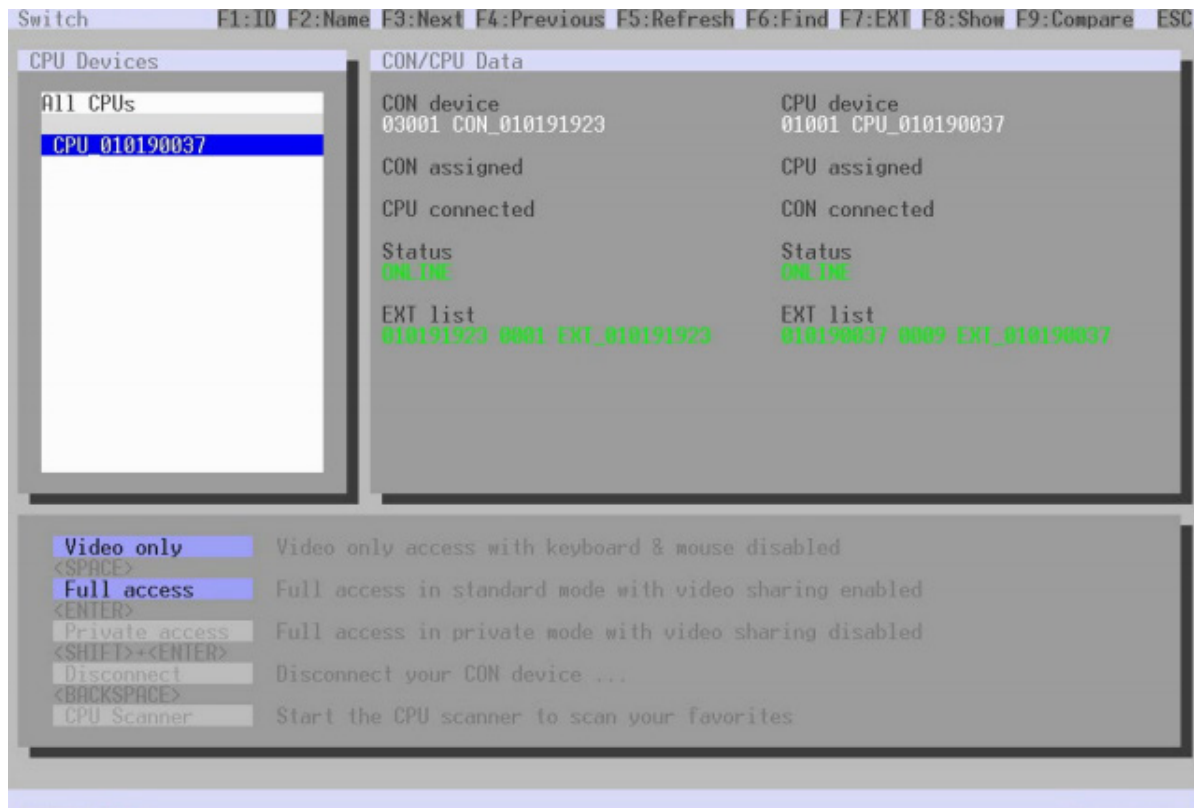 Switch F1:ID F2:Name F3:Next F4:Previous F5:Refresh F6:Find F7:EXT F8:Show F9:Compare ESC
CPU Devices
All CPUs
CPU_010190037
CON/CPU Data
CON device CPU device
03001 CON_010191923 01001 CPU_010190037
CON assigned CPU assigned
CPU connected CON connected
Status Status
ONLINE ONLINE
EXT list EXT list
010191923 0001 EXT_010191923 010190037 0009 EXT_010190037
Video only Video only access with keyboard & mouse disabled
<SPACE>
Full access Full access in standard mode with video sharing enabled
<ENTER>
Private access Full access in private mode with video sharing disabled
<SHIFT>+<ENTER>
Disconnect Disconnect your CON device ...
<BACKSPACE>
CPU Scanner Start the CPU scanner to scan your favorites